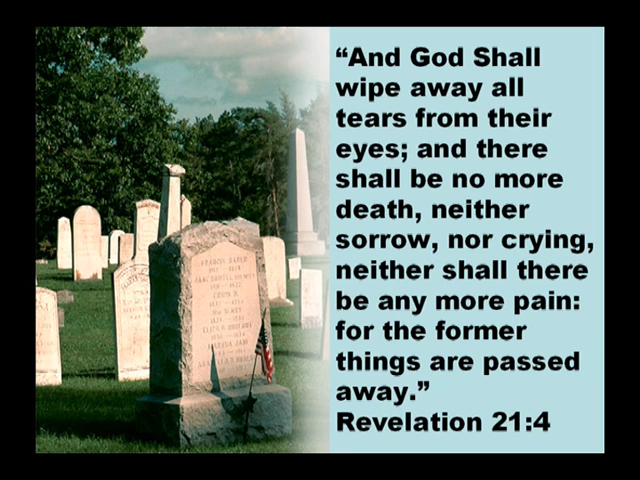 “And God Shall
wipe away all
tears from their
eyes; and there
shall be no more
death, neither
sorrow, nor crying,
neither shall there
be any more pain:
for the former
things are passed
away.”
Revelation 21:4